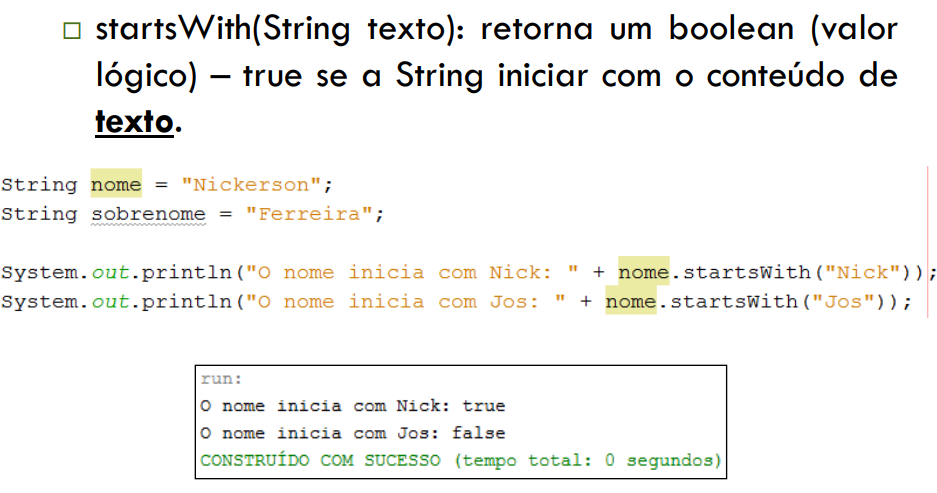 startsWith(String texto): retorna um boolean (valor
lógico) – true se a String iniciar com o conteúdo de
texto.
String nome = "Nickerson";
String sobrenome = "Ferreira";
System.out.println("O nome inicia com Nick: " + nome.startsWith("Nick"));
System.out.println("O nome inicia com Jos: " + nome.startsWith("Jos"));
run:
O nome inicia com Nick: true
O nome inicia com Jos: false
CONSTRUÍDO COM SUCESSO (tempo total: 0 segundos)